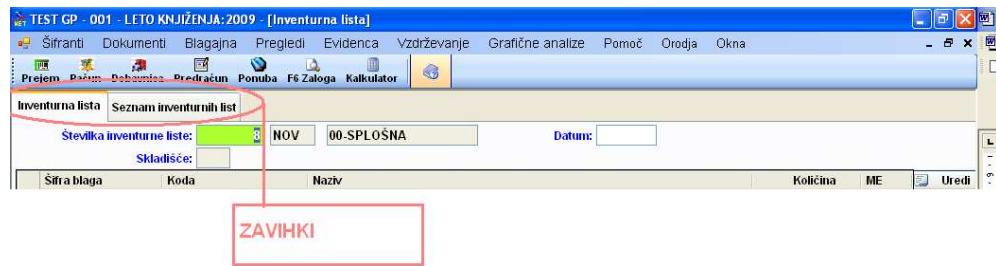 TEST GP - 001 - LETO KNJIŽENJA:2009 - [Inventurna lista]
Šifranti Dokumenti Blagajna Pregledi Evidenca Vzdrževanje Grafične analize Pomoč Orodja Okna
Prejem Račun Dobavnica Predračun Ponuba F6 Zaloga Kalkulator
Inventurna lista Seznam inventurnih list
Številka inventurne liste: 8 NOV 00-SPLOŠNA Datum:
Skladišče:
Šifra blaga Koda Naziv Količina ME Uredi
ZAVIHKI